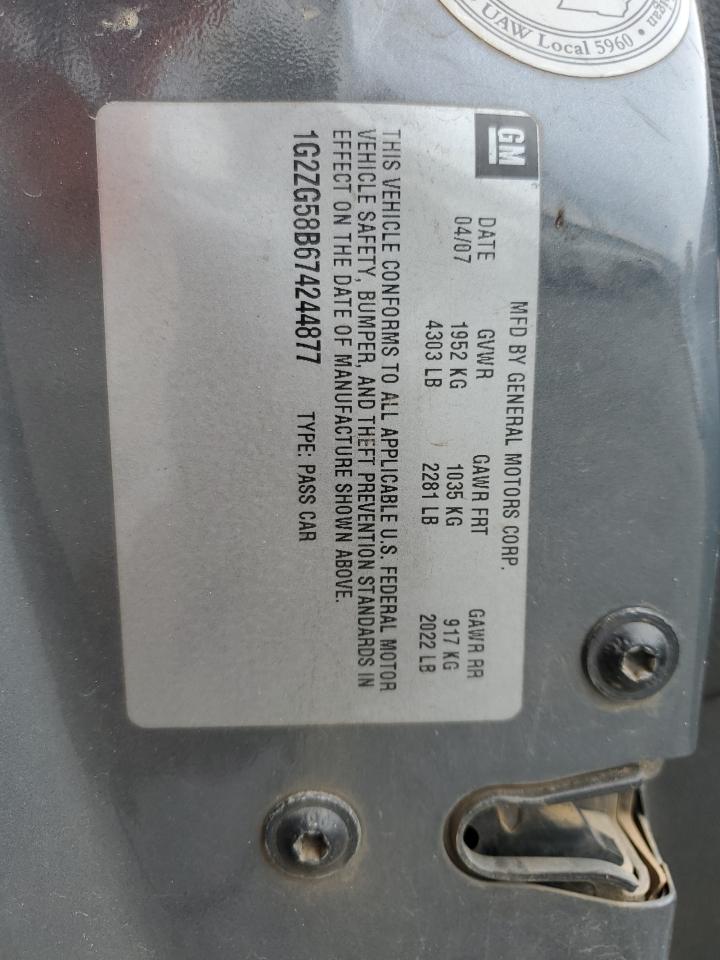 UAW Local 5960 •
GM
MFD BY GENERAL MOTORS CORP.
DATE GVWR GAWR FRT GAWR RR
04/07 1952 KG 1035 KG 917 KG
4303 LB 2281 LB 2022 LB
THIS VEHICLE CONFORMS TO ALL APPLICABLE U.S. FEDERAL MOTOR
VEHICLE SAFETY, BUMPER, AND THEFT PREVENTION STANDARDS IN
EFFECT ON THE DATE OF MANUFACTURE SHOWN ABOVE.
1G2ZG58B674244877 TYPE: PASS CAR